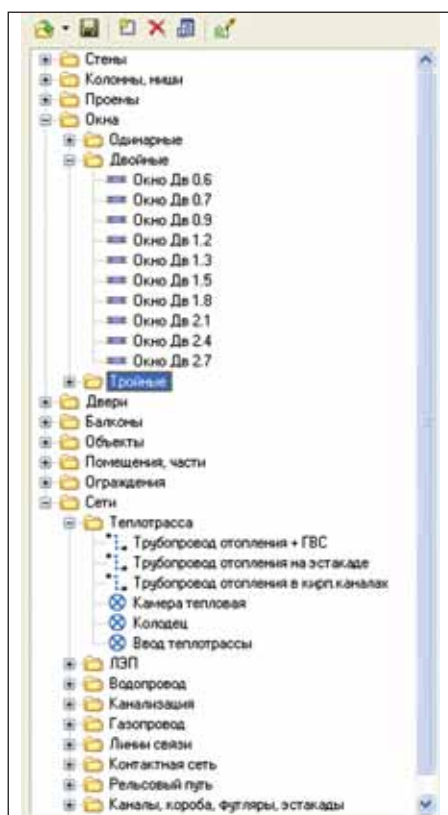 Стены
Колонны, ниши
Проемы
Окна
Одинарные
Двойные
Окно Дв 0.6
Окно Дв 0.7
Окно Дв 0.9
Окно Дв 1.2
Окно Дв 1.3
Окно Дв 1.5
Окно Дв 1.8
Окно Дв 2.1
Окно Дв 2.4
Окно Дв 2.7
Тройные
Двери
Балконы
Объекты
Помещения, части
Ограждения
Сети
Теплотрасса
Трубопровод отопления + ГВС
Трубопровод отопления на эстакаде
Трубопровод отопления в кирп.каналах
Камера тепловая
Колодец
Ввод теплотрассы
ЛЭП
Водопровод
Канализация
Газопровод
Линии связи
Контактная сеть
Рельсовый путь
Каналы, короба, футляры, эстакады